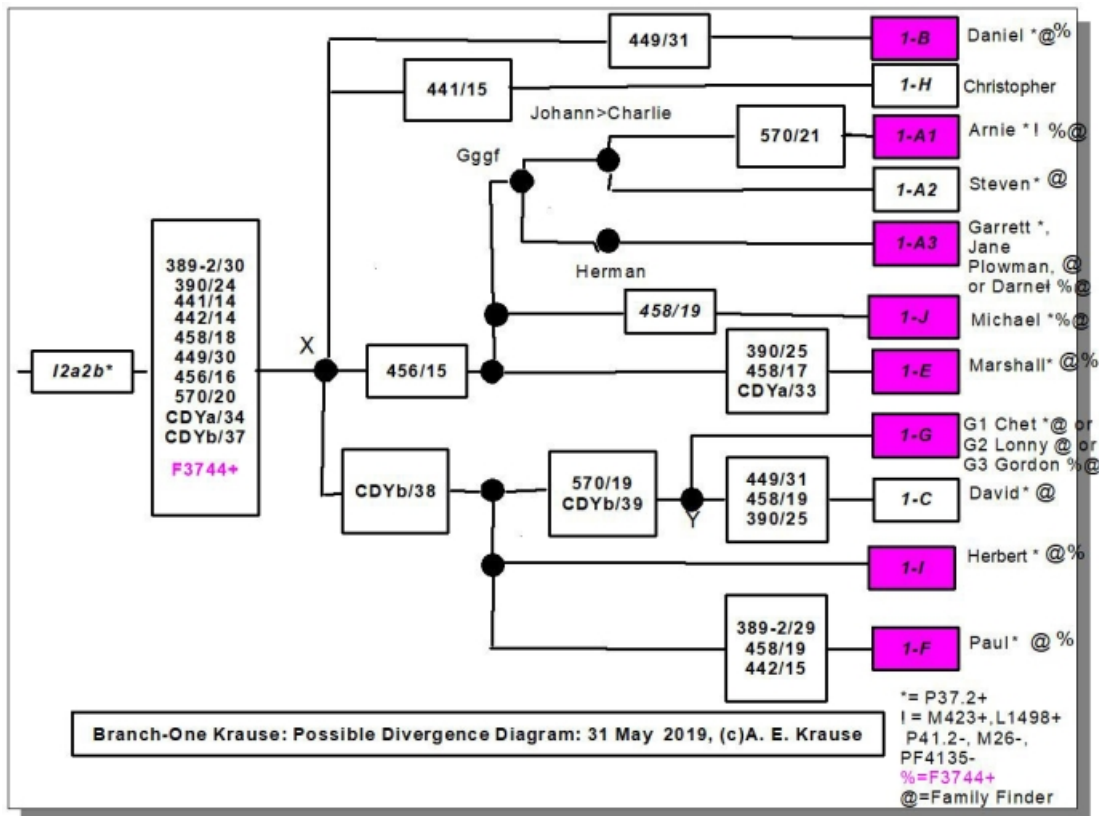 449/31
1-B
Daniel *@%
441/15
1-H
Christopher
Johann>Charlie
570/21
1-A1
Arnie *! %@
Gggf
1-A2
Steven* @
Herman
1-A3
Garrett *,
Jane
Plowman, @
or Darnel %@
389-2/30
390/24
441/14
442/14
458/18
449/30
456/16
570/20
CDYa/34
CDYb/37
F3744+
I2a2b*
X
456/15
458/19
1-J
Michael *%@
390/25
458/17
CDYa/33
1-E
Marshall* @%
CDYb/38
570/19
CDYb/39
Y
1-G
G1 Chet *@ or
G2 Lonny @ or
G3 Gordon %@
449/31
458/19
390/25
1-C
David* @
1-I
Herbert * @%
389-2/29
458/19
442/15
1-F
Paul* @ %
Branch-One Krause: Possible Divergence Diagram: 31 May 2019, (c)A. E. Krause
*= P37.2+
! = M423+, L1498+
P41.2-, M26-,
PF4135-
%=F3744+
@=Family Finder